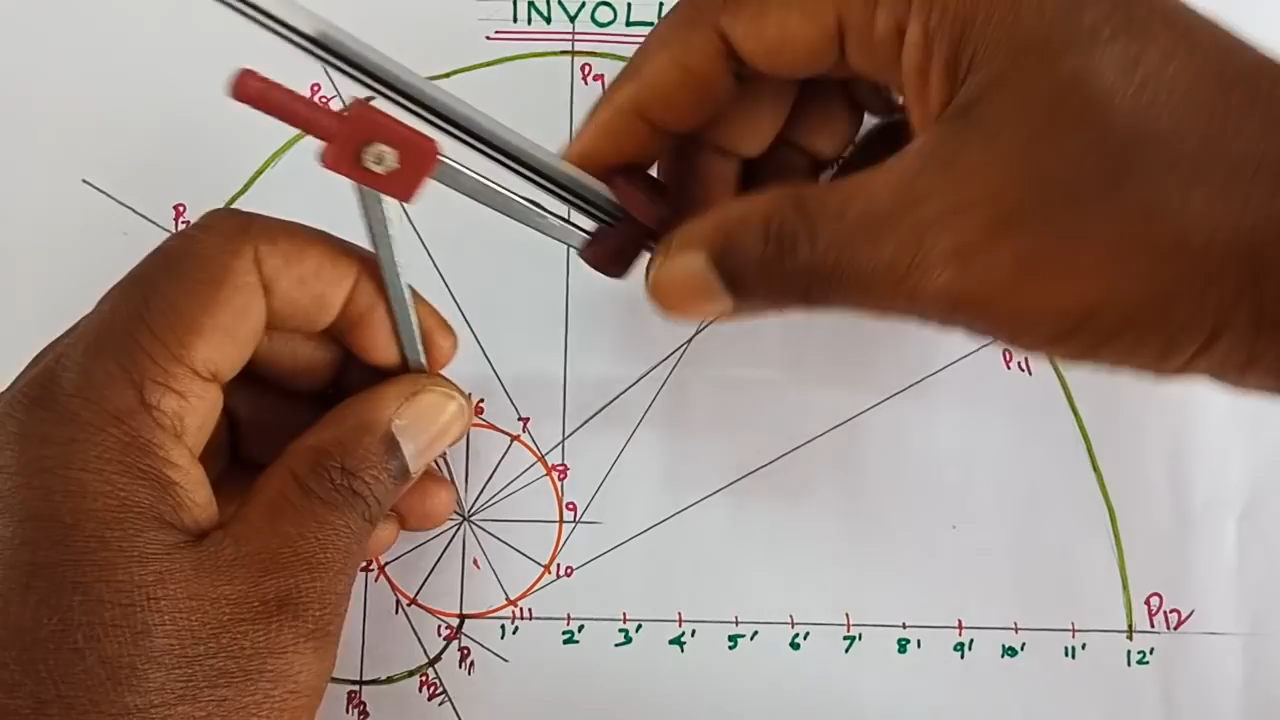 INVOLU
P9
P8
P7
P11
6
7
8
9
10
11
12
1
2
1' 2' 3' 4' 5' 6' 7' 8' 9' 10' 11' 12'
P12
P1
P2
P3